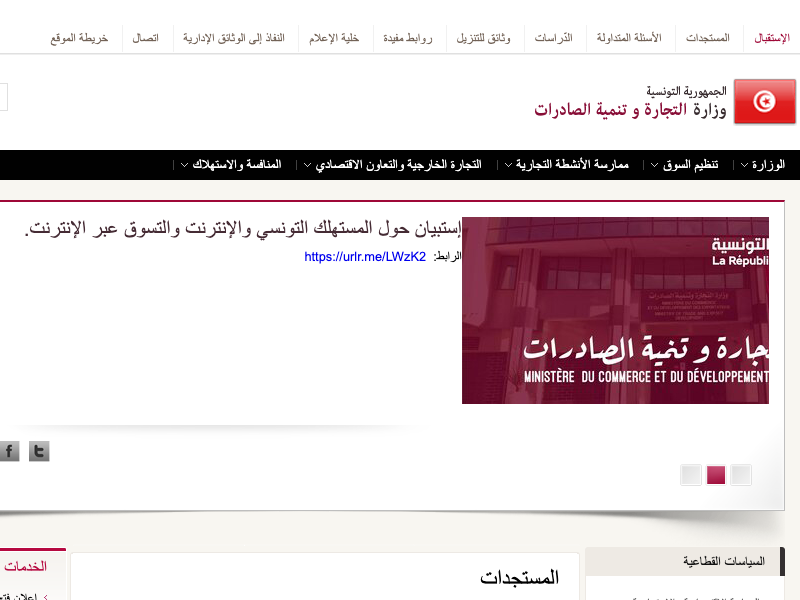 الإستقبال
المستجدات
الأسئلة المتداولة
الدّراسات
وثائق للتنزيل
روابط مفيدة
خلية الإعلام
النفاذ إلى الوثائق الإدارية
اتصال
خريطة الموقع
الجمهورية التونسية
وزارة التجارة و تنمية الصادرات
الوزارة
تنظيم السوق
ممارسة الأنشطة التجارية
التجارة الخارجية والتعاون الاقتصادي
المنافسة والاستهلاك
إستبيان حول المستهلك التونسي والإنترنت والتسوق عبر الإنترنت.
الرابط: https://urlr.me/LWzK2
التونسية
La Républi
جارة و تنمية الصادرات
MINISTÈRE DU COMMERCE ET DU DÉVELOPPEMENT
السياسات القطاعية
المستجدات
الخدمات